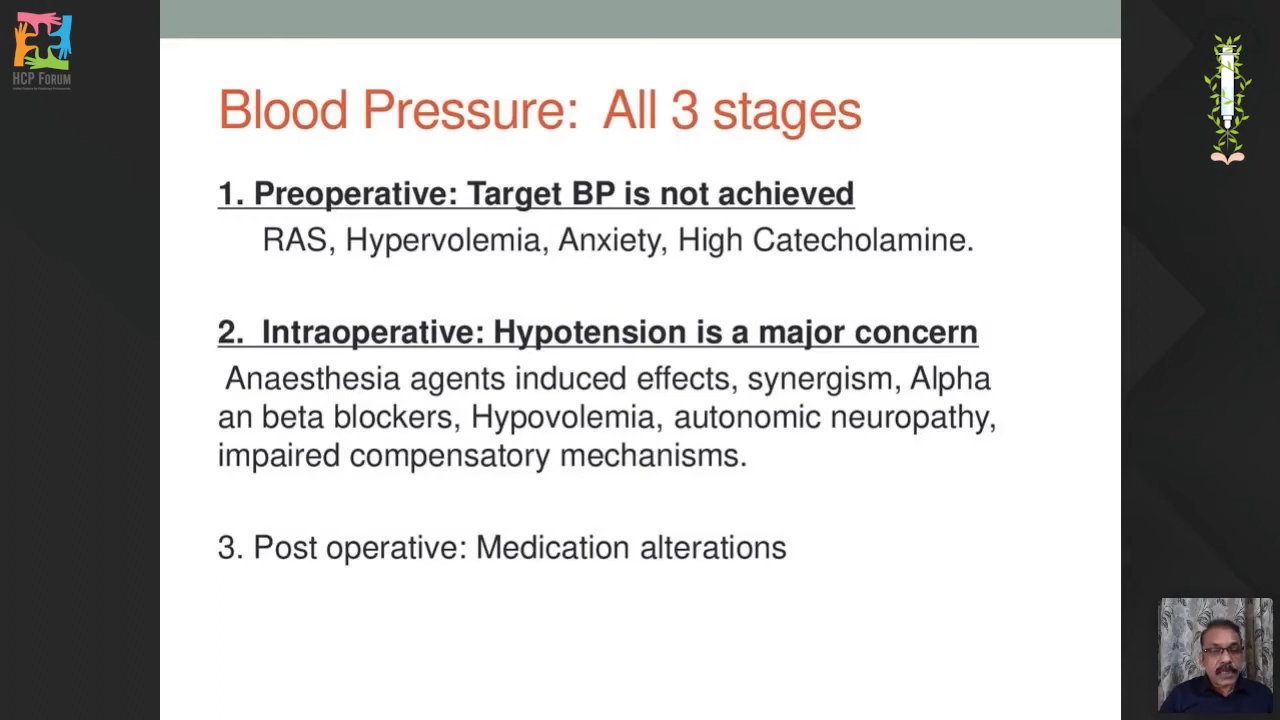 HCP FORUM
Blood Pressure: All 3 stages
1. Preoperative: Target BP is not achieved
RAS, Hypervolemia, Anxiety, High Catecholamine.
2. Intraoperative: Hypotension is a major concern
Anaesthesia agents induced effects, synergism, Alpha
an beta blockers, Hypovolemia, autonomic neuropathy,
impaired compensatory mechanisms.
3. Post operative: Medication alterations